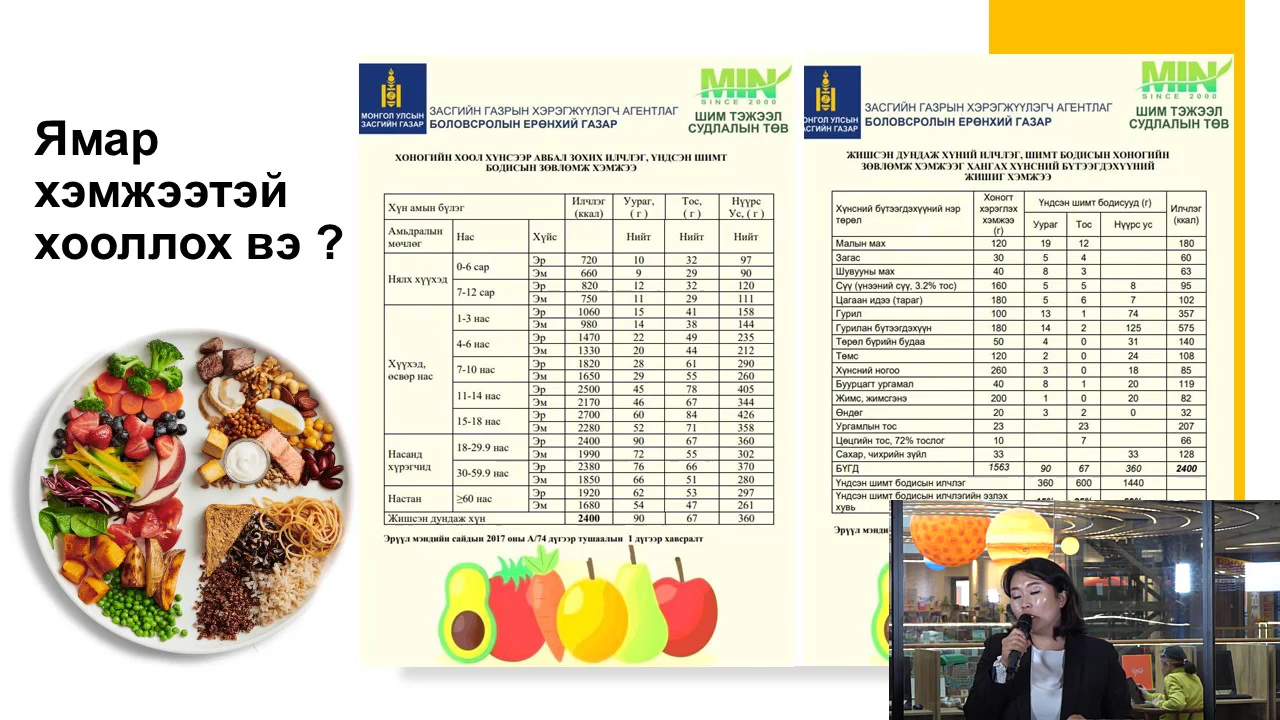 Ямар
хэмжээтэй
хооллох вэ ?
МОНГОЛ УЛСЫН
ЗАСГИЙН ГАЗАР
ЗАСГИЙН ГАЗРЫН ХЭРЭГЖҮҮЛЭГЧ АГЕНТЛАГ
БОЛОВСРОЛЫН ЕРӨНХИЙ ГАЗАР
MIN
SINCE 2000
ШИМ ТЭЖЭЭЛ
СУДЛАЛЫН ТӨВ
ХОНОГИЙН ХООЛ ХҮНСЭЭР АВБАЛ ЗОХИХ ИЛЧЛЭГ, ҮНДСЭН ШИМТ
БОДИСЫН ЗӨВЛӨМЖ ХЭМЖЭЭ
Хүн амын бүлэг Илчлэг (ккал) Уураг, ( г ) Тос, ( г ) Нүүрс Ус, ( г )
Амьдралын мөчлөг Нас Хүйс Нийт Нийт Нийт
Нялх хүүхэд 0-6 сар Эр 720 10 32 97
Эм 660 9 29 90
7-12 сар Эр 820 12 32 120
Эм 750 11 29 111
Хүүхэд, өсвөр нас 1-3 нас Эр 1060 15 41 158
Эм 980 14 38 144
4-6 нас Эр 1470 22 49 235
Эм 1330 20 44 212
7-10 нас Эр 1820 28 61 290
Эм 1650 29 55 260
11-14 нас Эр 2500 45 78 405
Эм 2170 46 67 344
15-18 нас Эр 2700 60 84 426
Эм 2280 52 71 358
Насанд хүрэгчид 18-29.9 нас Эр 2400 90 67 360
Эм 1990 72 55 302
30-59.9 нас Эр 2380 76 66 370
Эм 1850 66 51 280
Настан ≥60 нас Эр 1920 62 53 297
Эм 1680 54 47 261
Жишсэн дундаж хүн 2400 90 67 360
Эрүүл мэндийн сайдын 2017 оны А/74 дүгээр тушаалын 1 дүгээр хавсралт
МОНГОЛ УЛСЫН
ЗАСГИЙН ГАЗАР
ЗАСГИЙН ГАЗРЫН ХЭРЭГЖҮҮЛЭГЧ АГЕНТЛАГ
БОЛОВСРОЛЫН ЕРӨНХИЙ ГАЗАР
MIN
SINCE 2000
ШИМ ТЭЖЭЭЛ
СУДЛАЛЫН ТӨВ
ЖИШСЭН ДУНДАЖ ХҮНИЙ ИЛЧЛЭГ, ШИМТ БОДИСЫН ХОНОГИЙН
ЗӨВЛӨМЖ ХЭМЖЭЭГ ХАНГАХ ХҮНСНИЙ БҮТЭЭГДЭХҮҮНИЙ
ЖИШИГ ХЭМЖЭЭ
Хүнсний бүтээгдэхүүний нэр төрөл Хоногт хэрэглэх хэмжээ (г) Үндсэн шимт бодисууд (г) Илчлэг (ккал)
Уураг Тос Нүүрс ус
Малын мах 120 19 12 180
Загас 30 5 4 60
Шувууны мах 40 8 3 63
Сүү (үнээний сүү, 3.2% тос) 160 5 5 8 95
Цагаан идээ (тараг) 180 5 6 7 102
Гурил 100 13 1 74 357
Гурилан бүтээгдэхүүн 180 14 2 125 575
Төрөл бүрийн будаа 50 4 0 31 140
Төмс 120 2 0 24 108
Хүнсний ногоо 260 3 0 18 85
Буурцагт ургамал 40 8 1 20 119
Жимс, жимсгэнэ 200 1 0 20 82
Өндөг 20 3 2 0 32
Ургамлын тос 23 23 207
Цөцгийн тос, 72% тослог 10 7 66
Сахар, чихрийн зүйл 33 33 128
БҮГД 1563 90 67 360 2400
Үндсэн шимт бодисын илчлэг 360 600 1440
Үндсэн шимт бодисын илчлэгийн эзлэх хувь
Эрүүл мэнди